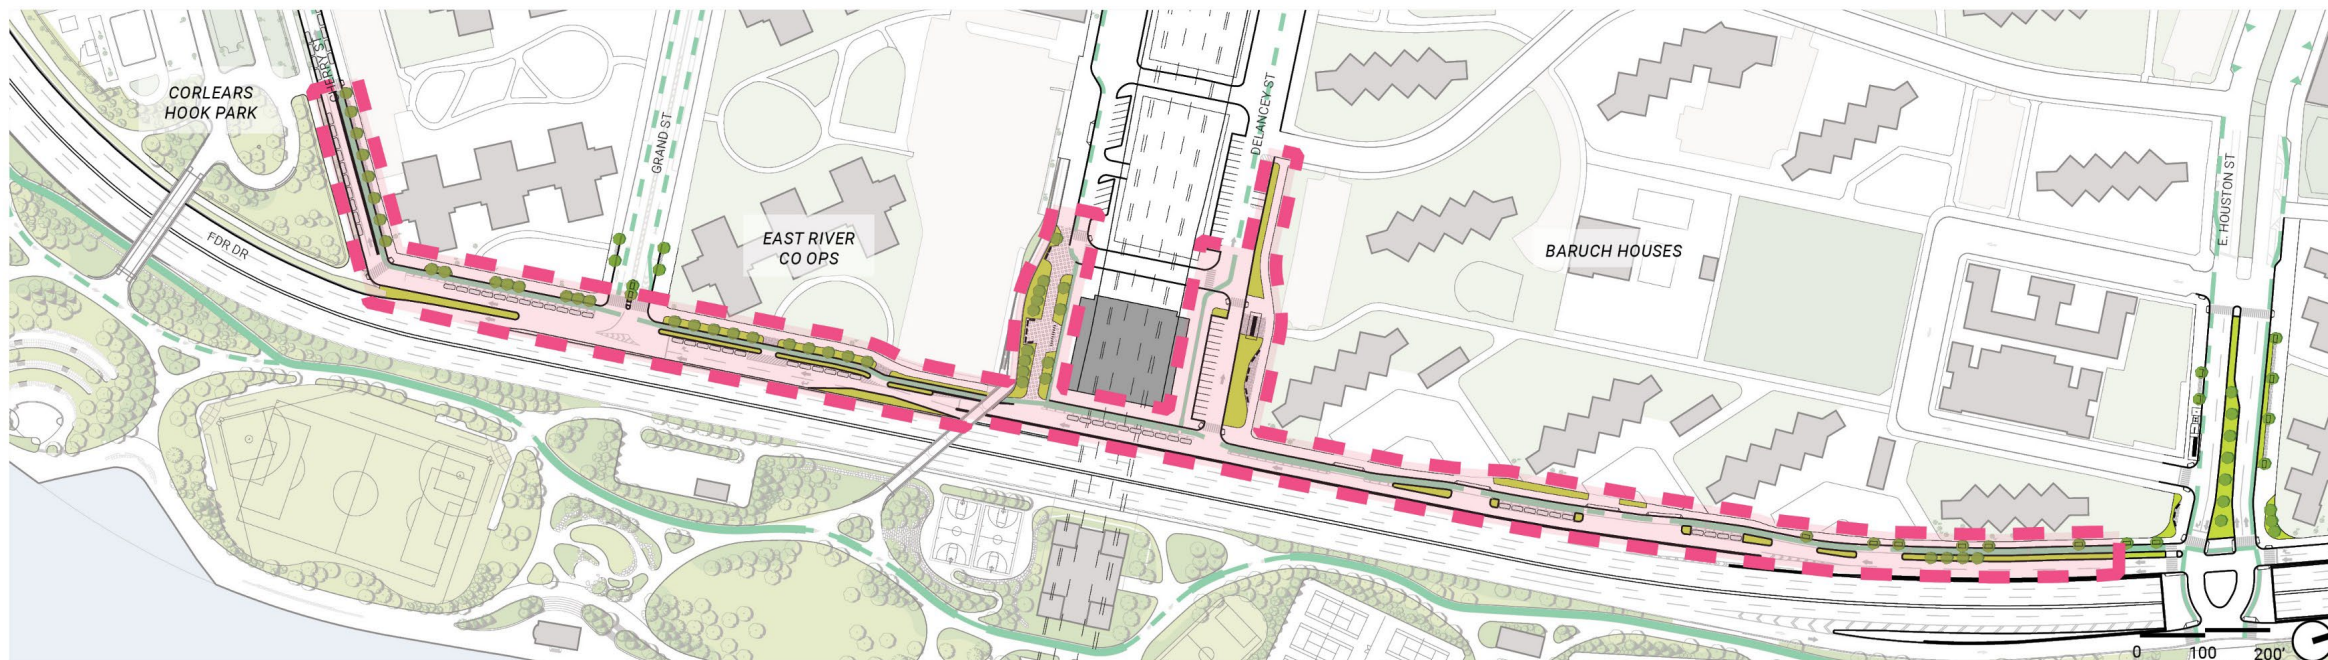 CORLEARS
HOOK PARK
CHERRY ST
FDR DR
GRAND ST
EAST RIVER
CO OPS
DELANCEY ST
BARUCH HOUSES
E. HOUSTON ST
0 100 200'